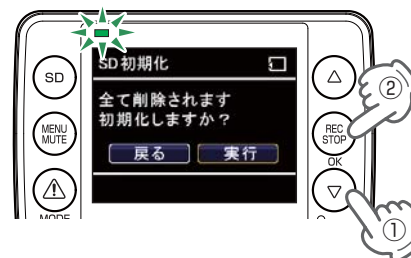 SD初期化
全て削除されます
初期化しますか？
戻る 実行
SD
MENU
MUTE
MODE
△
REC
STOP
OK
▽
②
①